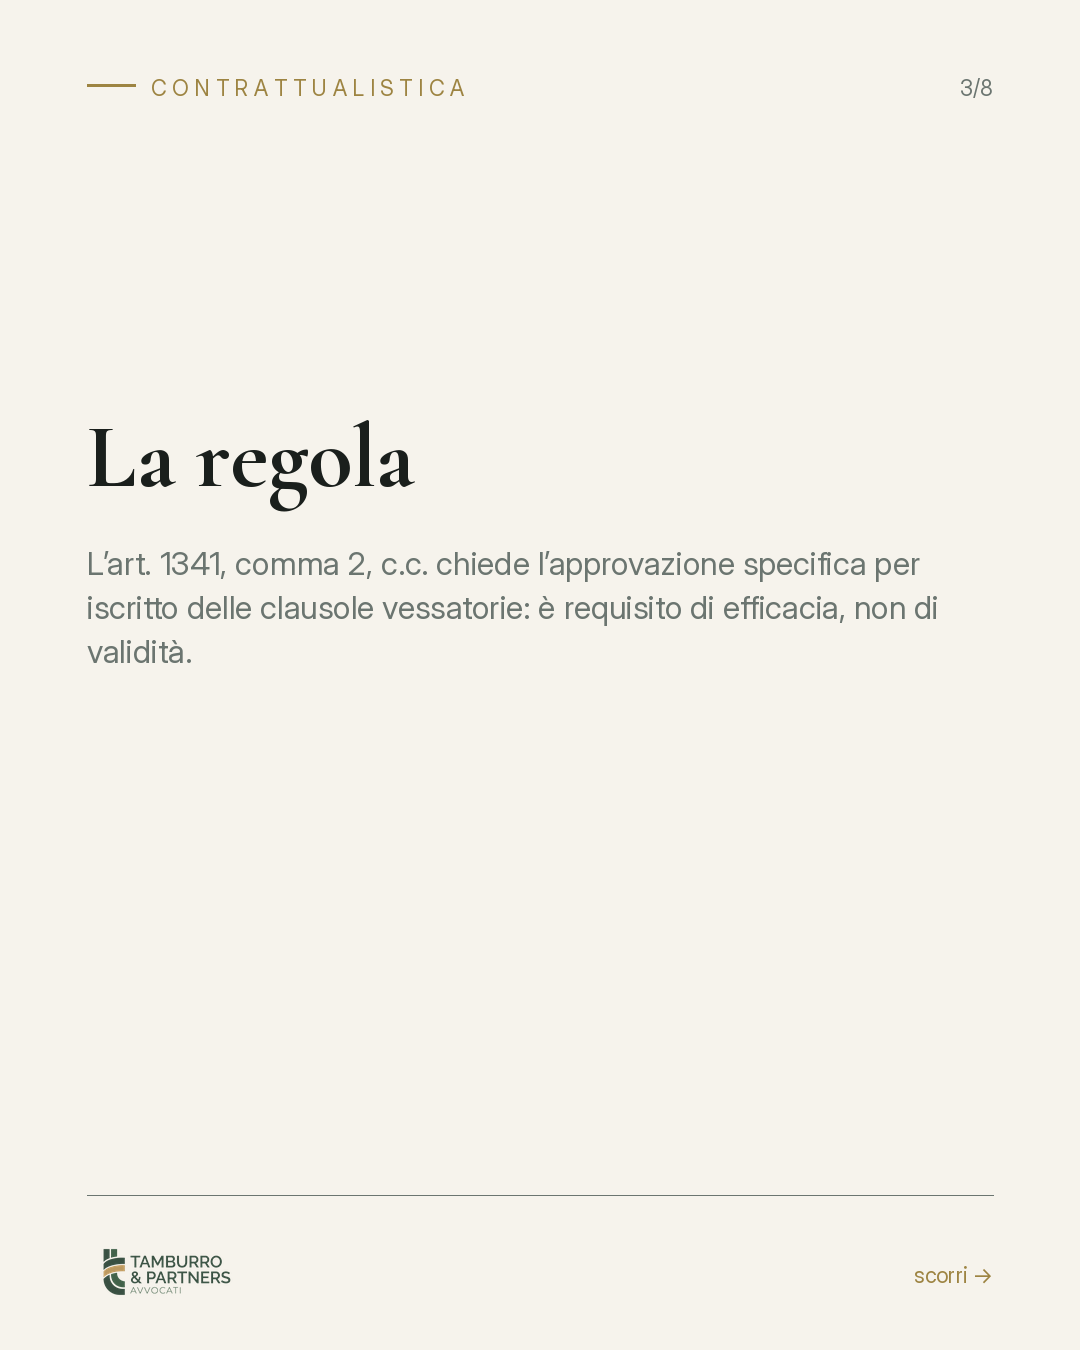 CONTRATTUALISTICA
3/8
La regola
L’art. 1341, comma 2, c.c. chiede l’approvazione specifica per
iscritto delle clausole vessatorie: è requisito di efficacia, non di
validità.
TAMBURRO
& PARTNERS
AVVOCATI
scorri →